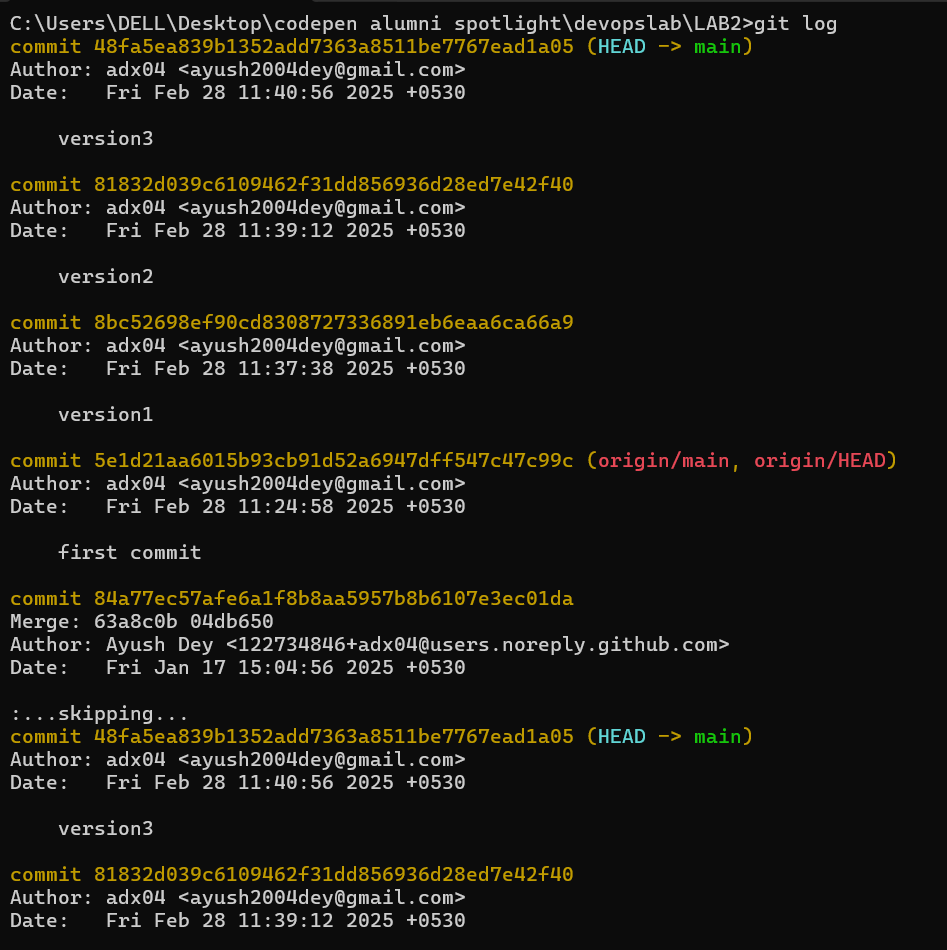 C:\Users\DELL\Desktop\codepen alumni spotlight\devopslab\LAB2>git log
commit 48fa5ea839b1352add7363a8511be7767ead1a05 (HEAD -> main)
Author: adx04 <ayush2004dey@gmail.com>
Date:   Fri Feb 28 11:40:56 2025 +0530

    version3

commit 81832d039c6109462f31dd856936d28ed7e42f40
Author: adx04 <ayush2004dey@gmail.com>
Date:   Fri Feb 28 11:39:12 2025 +0530

    version2

commit 8bc52698ef90cd8308727336891eb6eaa6ca66a9
Author: adx04 <ayush2004dey@gmail.com>
Date:   Fri Feb 28 11:37:38 2025 +0530

    version1

commit 5e1d21aa6015b93cb91d52a6947dff547c47c99c (origin/main, origin/HEAD)
Author: adx04 <ayush2004dey@gmail.com>
Date:   Fri Feb 28 11:24:58 2025 +0530

    first commit

commit 84a77ec57afe6a1f8b8aa5957b8b6107e3ec01da
Merge: 63a8c0b 04db650
Author: Ayush Dey <122734846+adx04@users.noreply.github.com>
Date:   Fri Jan 17 15:04:56 2025 +0530

:...skipping...
commit 48fa5ea839b1352add7363a8511be7767ead1a05 (HEAD -> main)
Author: adx04 <ayush2004dey@gmail.com>
Date:   Fri Feb 28 11:40:56 2025 +0530

    version3

commit 81832d039c6109462f31dd856936d28ed7e42f40
Author: adx04 <ayush2004dey@gmail.com>
Date:   Fri Feb 28 11:39:12 2025 +0530